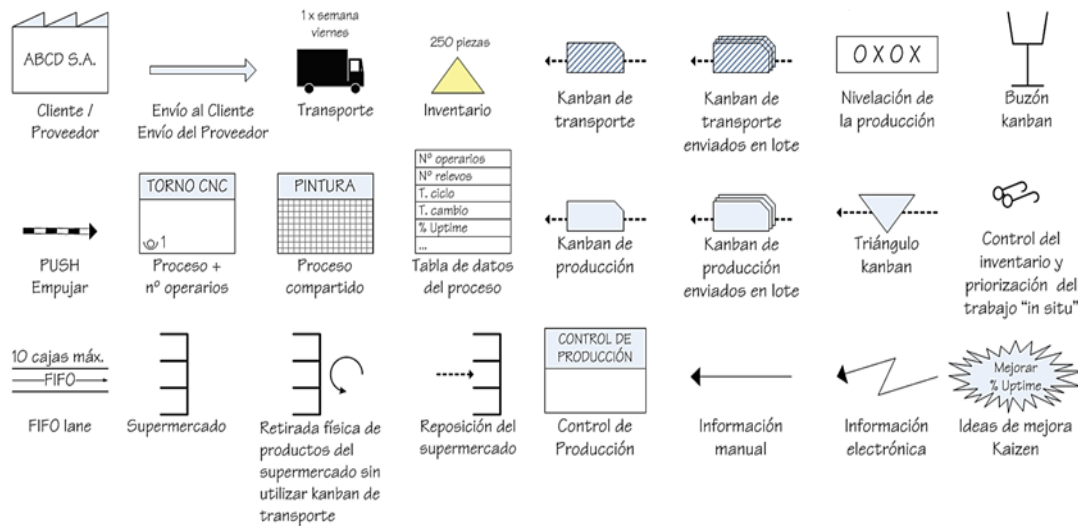 1 x semana
viernes
ABCD S.A.
250 piezas
O X O X
Cliente /
Proveedor
Envío al Cliente
Envío del Proveedor
Transporte
Inventario
Kanban de
transporte
Kanban de
transporte
enviados en lote
Nivelación de
la producción
Buzón
kanban
TORNO CNC
1
PINTURA
Nº operarios
Nº relevos
T. ciclo
T. cambio
% Uptime
...
PUSH
Empujar
Proceso +
nº operarios
Proceso
compartido
Tabla de datos
del proceso
Kanban de
producción
Kanban de
producción
enviados en lote
Triángulo
kanban
Control del
inventario y
priorización del
trabajo "in situ"
10 cajas máx.
FIFO
CONTROL DE
PRODUCCIÓN
Mejorar
% Uptime
FIFO lane
Supermercado
Retirada física de
productos del
supermercado sin
utilizar kanban de
transporte
Reposición del
supermercado
Control de
Producción
Información
manual
Información
electrónica
Ideas de mejora
Kaizen